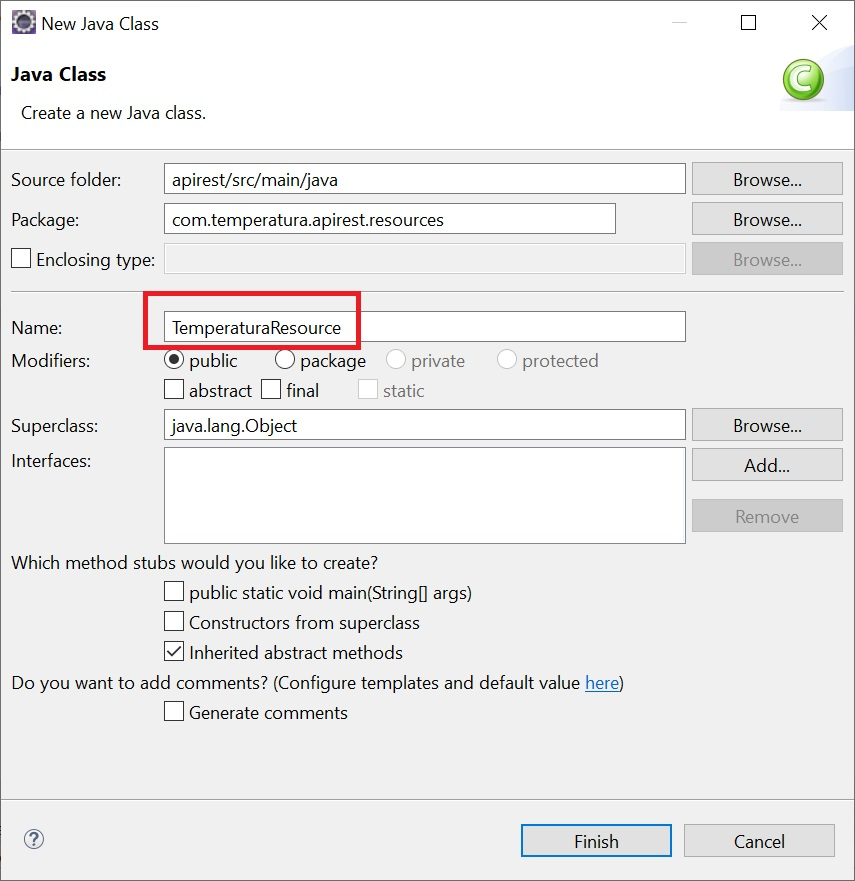 New Java Class
Java Class
Create a new Java class.
Source folder: apirest/src/main/java Browse...
Package: com.temperatura.apirest.resources Browse...
Enclosing type: Browse...
Name: TemperaturaResource
Modifiers: public package private protected
abstract final static
Superclass: java.lang.Object Browse...
Interfaces: Add...
Remove
Which method stubs would you like to create?
public static void main(String[] args)
Constructors from superclass
Inherited abstract methods
Do you want to add comments? (Configure templates and default value here)
Generate comments
? Finish Cancel